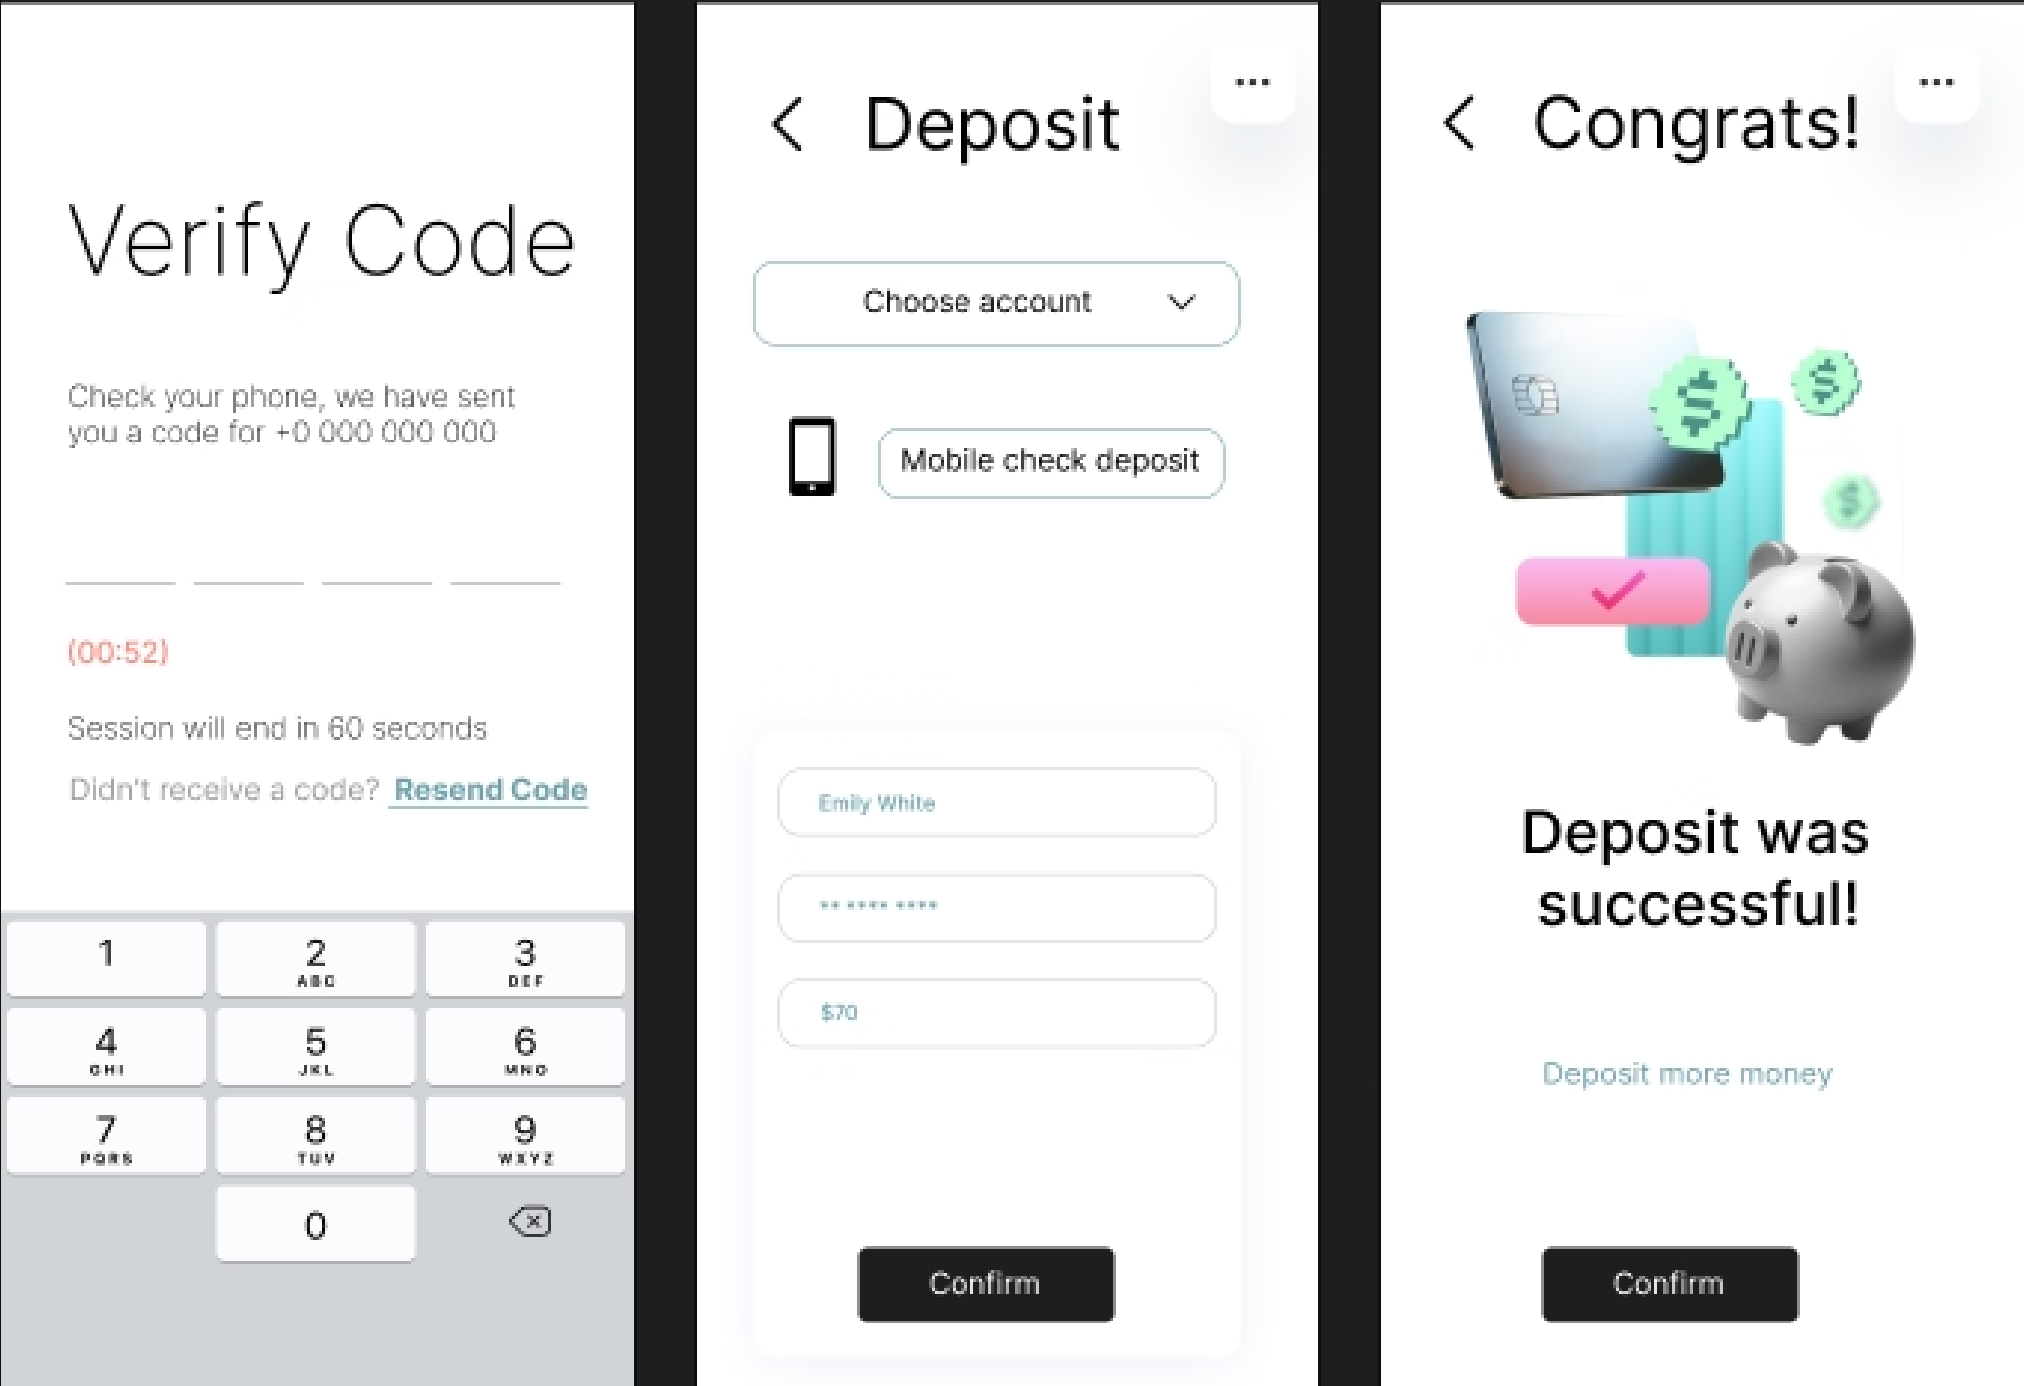 Verify Code
Check your phone, we have sent
you a code for +0 000 000 000
(00:52)
Session will end in 60 seconds
Didn't receive a code? Resend Code
1
2
ABC
3
DEF
4
GHI
5
JKL
6
MNO
7
PQRS
8
TUV
9
WXYZ
0
Deposit
...
Choose account
Mobile check deposit
Emily White
** **** ****
$70
Confirm
Congrats!
...
$
$
$
Deposit was
successful!
Deposit more money
Confirm